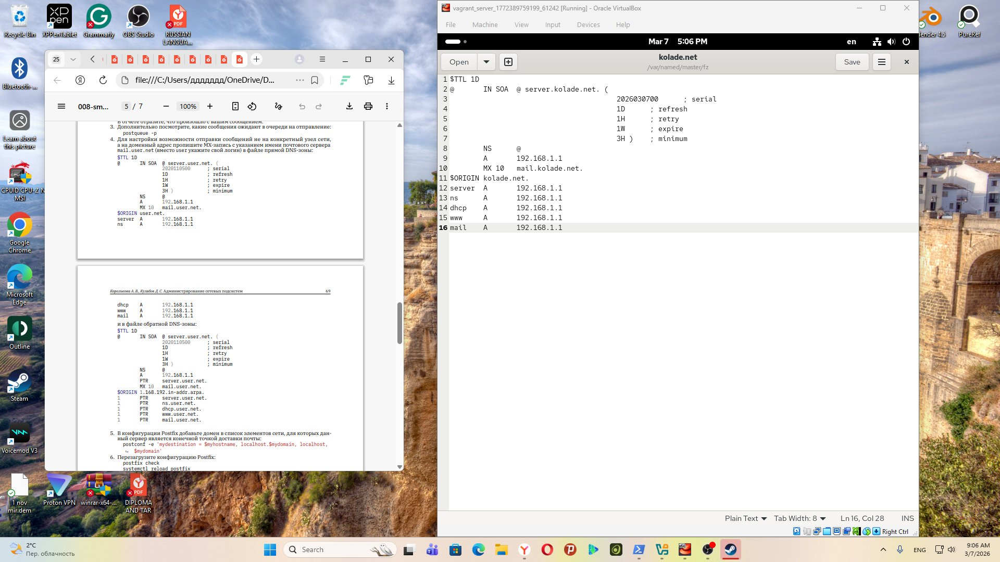 Recycle Bin
XPPenTablet
Grammarly
OBS Studio
RUSSIAN
LANGUA...
Bluetooth-...
Learn about
this picture
CPUID CPU-Z N
MSI
Google
Chrome
Microsoft
Edge
Outline
Steam
Voicemod V3
1 nov
mir.dem
Proton VPN
winrar-x64-...
DIPLOMA
AND TAR
25
file:///C:/Users/ддддддд/OneDrive/D...
008-sm...
5 / 7
100%
В отчёте отразите, что произошло с вашим сообщением.
3. Дополнительно посмотрите, какие сообщения ожидают в очереди на отправление:
postqueue -p
4. Для настройки возможности отправки сообщений не на конкретный узел сети,
а на доменный адрес пропишите MX-запись с указанием имени почтового сервера
mail.user.net (вместо user укажите свой логин) в файле прямой DNS-зоны:
$TTL 1D
@ IN SOA @ server.user.net. (
2020110500 ; serial
1D ; refresh
1H ; retry
1W ; expire
3H ) ; minimum
NS @
A 192.168.1.1
MX 10 mail.user.net.
$ORIGIN user.net.
server A 192.168.1.1
ns A 192.168.1.1
Королькова А. В., Кулябов Д. С. Администрирование сетевых подсистем 69
dhcp A 192.168.1.1
www A 192.168.1.1
mail A 192.168.1.1
и в файле обратной DNS-зоны:
$TTL 1D
@ IN SOA @ server.user.net. (
2020110500 ; serial
1D ; refresh
1H ; retry
1W ; expire
3H ) ; minimum
NS @
A 192.168.1.1
PTR server.user.net.
MX 10 mail.user.net.
$ORIGIN 1.168.192.in-addr.arpa.
1 PTR server.user.net.
1 PTR ns.user.net.
1 PTR dhcp.user.net.
1 PTR www.user.net.
1 PTR mail.user.net.
5. В конфигурации Postfix добавьте домен в список элементов сети, для которых дан-
ный сервер является конечной точкой доставки почты:
postconf -e 'mydestination = $myhostname, localhost.$mydomain, localhost,
↪ $mydomain'
6. Перезагрузите конфигурацию Postfix:
postfix check
systemctl reload postfix
vagrant_server_1772389759199_61242 [Running] - Oracle VirtualBox
File Machine View Input Devices Help
Mar 7 5:06 PM
en
Open
kolade.net
/var/named/master/fz
Save
1 $TTL 1D
2 @ IN SOA @ server.kolade.net. (
3 2026030700 ; serial
4 1D ; refresh
5 1H ; retry
6 1W ; expire
7 3H ) ; minimum
8 NS @
9 A 192.168.1.1
10 MX 10 mail.kolade.net.
11 $ORIGIN kolade.net.
12 server A 192.168.1.1
13 ns A 192.168.1.1
14 dhcp A 192.168.1.1
15 www A 192.168.1.1
16 mail A 192.168.1.1
Plain Text Tab Width: 8 Ln 16, Col 28 INS
Right Ctrl
lender 4.5
PureRef
2°C
Пер. облачность
Search
ENG
9:06 AM
3/7/2026